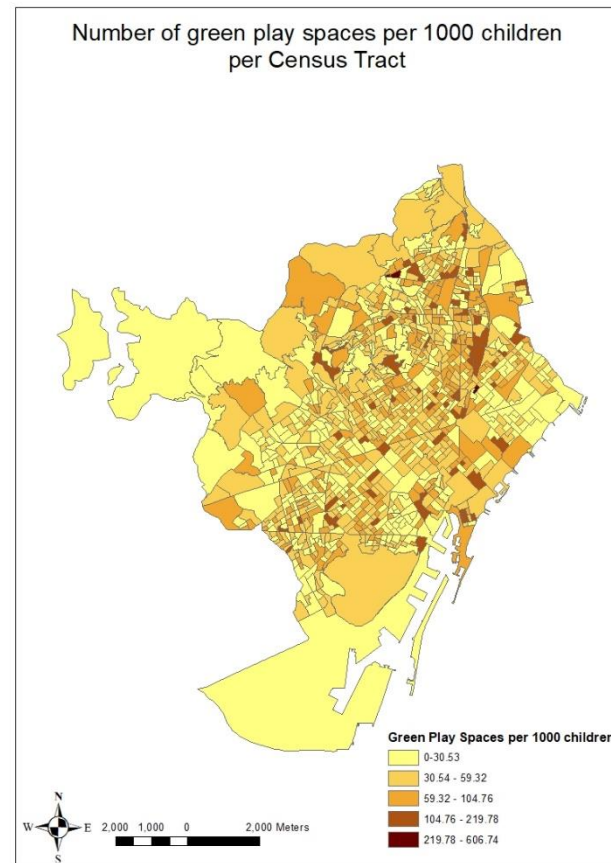 Number of green play spaces per 1000 children
per Census Tract
Green Play Spaces per 1000 children
0-30.53
30.54 - 59.32
59.32 - 104.76
104.76 - 219.78
219.78 - 606.74
N
W E
S
2,000 1,000 0 2,000 Meters